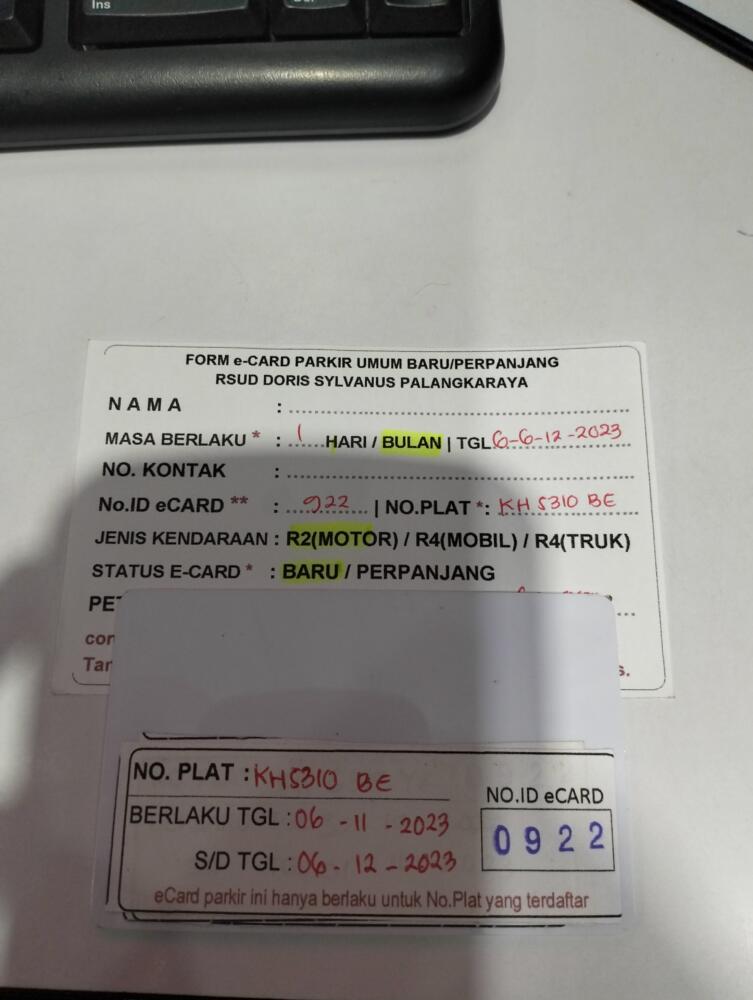 Ins
FORM e-CARD PARKIR UMUM BARU/PERPANJANG
RSUD DORIS SYLVANUS PALANGKARAYA
NAMA : ........................
MASA BERLAKU * : 1 HARI / BULAN | TGL 6-6-12-2023
NO. KONTAK : ........................
No.ID eCARD ** : 922 | NO.PLAT *: KH 5310 BE
JENIS KENDARAAN : R2(MOTOR) / R4(MOBIL) / R4(TRUK)
STATUS E-CARD * : BARU / PERPANJANG
NO. PLAT : KH5310 BE
BERLAKU TGL : 06 - 11 - 2023
S/D TGL : 06 - 12 - 2023
NO.ID eCARD
0922
eCard parkir ini hanya berlaku untuk No.Plat yang terdaftar